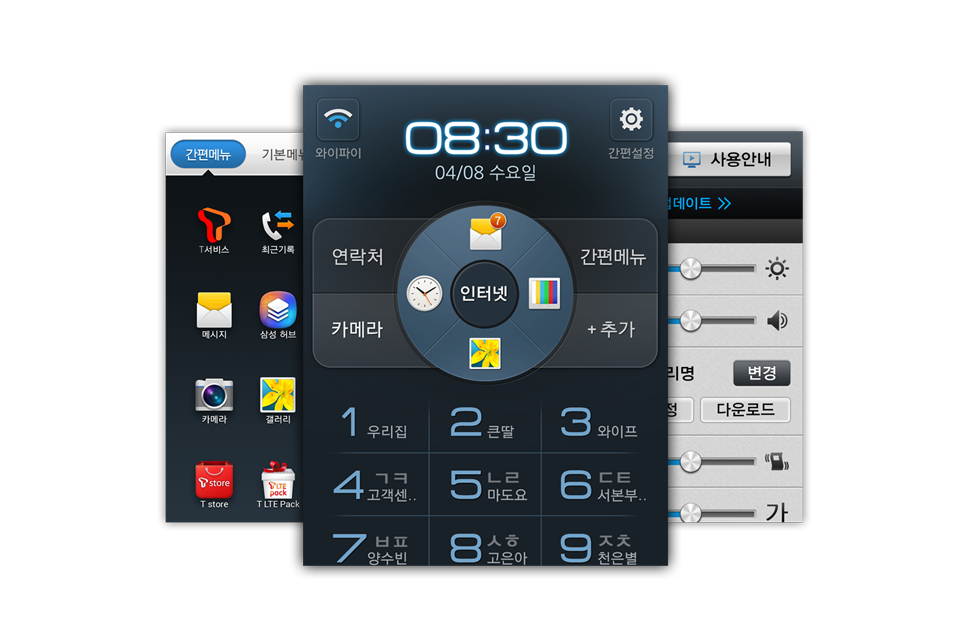 간편메뉴 기본메뉴
T서비스 최근기록
메시지 삼성 허브
카메라 갤러리
T store
T LTE pack
T store T LTE Pack
와이파이
08:30
04/08 수요일
간편설정
7
연락처 간편메뉴
인터넷
카메라 + 추가
1 우리집 2 큰딸 3 와이프
4 ㄱㅋ 고객센.. 5 ㄴㄹ 마도요 6 ㄷㅌ 서본부..
7 ㅂㅍ 양수빈 8 ㅅㅎ 고은아 9 ㅈㅊ 천은별
사용안내
데이트 >>
리명 변경
정 다운로드
가